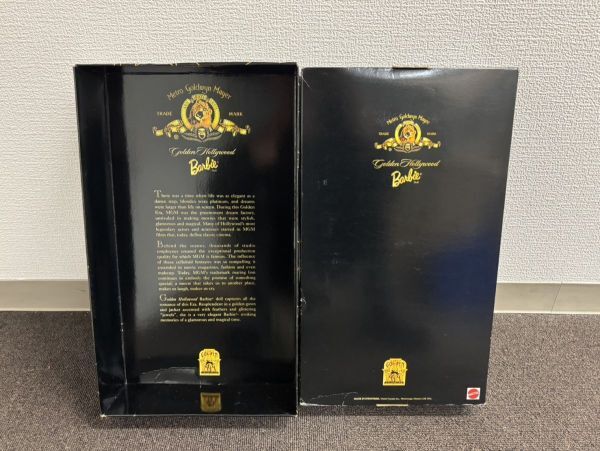 Metro Goldwyn Mayer
TRADE MARK
Golden Hollywood
Barbie
There was a time when life was as elegant as a
dance step, blondes wore platinum, and dreams
were larger than life on screen. During this Golden
Era, MGM was the preeminent dream factory,
unrivaled in making movies that were stylish,
glamorous and magical. Many of Hollywood's most
legendary actors and actresses starred in MGM
films that, today, define classic cinema.
Behind the scenes, thousands of studio
employees created the exceptional production
quality for which MGM is famous. The influence
of these celluloid fantasies was so compelling it
extended to movie magazines, fashion and even
makeup. Today, MGM's trademark roaring lion
continues to embody the promise of something
special, a movie that takes us to another place,
makes us laugh, makes us cry.
Golden Hollywood Barbie doll captures all the
romance of this Era. Resplendent in a golden gown
and jacket accented with feathers and glittering
"jewels", she is a very elegant Barbie evoking
memories of a glamorous and magical time.
Metro Goldwyn Mayer
TRADE MARK
Golden Hollywood
Barbie